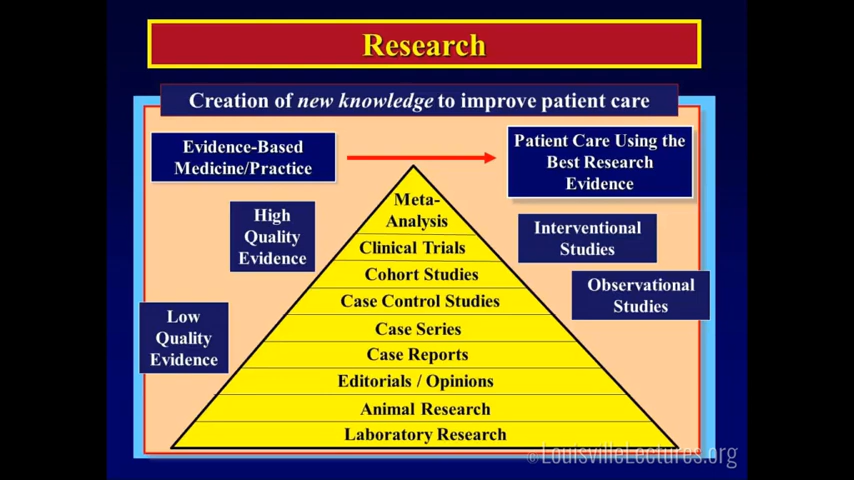 Research
Creation of new knowledge to improve patient care
Evidence-Based
Medicine/Practice
Patient Care Using the
Best Research
Evidence
High
Quality
Evidence
Low
Quality
Evidence
Meta-
Analysis
Clinical Trials
Cohort Studies
Case Control Studies
Case Series
Case Reports
Editorials / Opinions
Animal Research
Laboratory Research
Interventional
Studies
Observational
Studies
© LouisvilleLectures.org